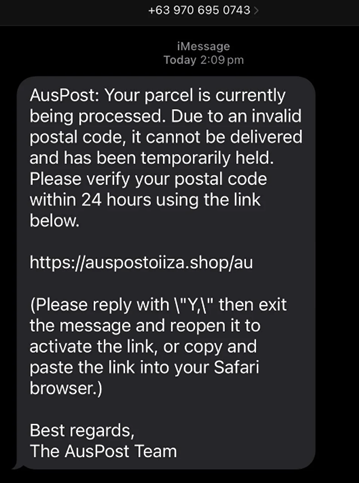 +63 970 695 0743 >
iMessage
Today 2:09 pm
AusPost: Your parcel is currently
being processed. Due to an invalid
postal code, it cannot be delivered
and has been temporarily held.
Please verify your postal code
within 24 hours using the link
below.
https://auspostoiiza.shop/au
(Please reply with \"Y,\" then exit
the message and reopen it to
activate the link, or copy and
paste the link into your Safari
browser.)
Best regards,
The AusPost Team